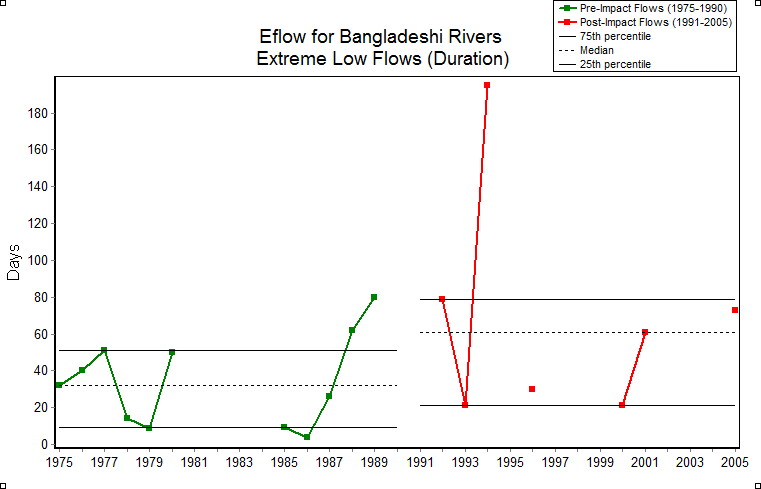 Pre-Impact Flows (1975-1990)
Post-Impact Flows (1991-2005)
75th percentile
Median
25th percentile
Eflow for Bangladeshi Rivers
Extreme Low Flows (Duration)
Days
180
160
140
120
100
80
60
40
20
0
1975 1977 1979 1981 1983 1985 1987 1989 1991 1993 1995 1997 1999 2001 2003 2005